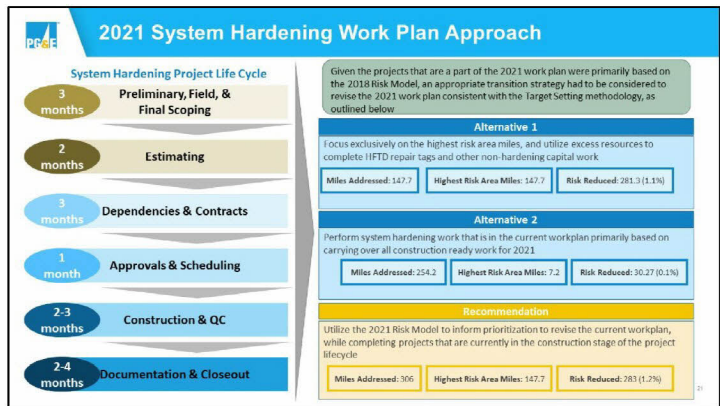 PG&E
2021 System Hardening Work Plan Approach
System Hardening Project Life Cycle
3
months
Preliminary, Field, &
Final Scoping
2
months
Estimating
3
months
Dependencies & Contracts
1
month
Approvals & Scheduling
2-3
months
Construction & QC
2-4
months
Documentation & Closeout
Given the projects that are a part of the 2021 work plan were primarily based on
the 2018 Risk Model, an appropriate transition strategy had to be considered to
revise the 2021 work plan consistent with the Target Setting methodology, as
outlined below
Alternative 1
Focus exclusively on the highest risk area miles, and utilize excess resources to
complete HFTD repair tags and other non-hardening capital work
Miles Addressed: 147.7 Highest Risk Area Miles: 147.7 Risk Reduced: 281.9 (1.1%)
Alternative 2
Perform system hardening work that is in the current workplan primarily based on
carrying over all construction ready work for 2021
Miles Addressed: 254.2 Highest Risk Area Miles: 7.2 Risk Reduced: 30.27 (0.1%)
Recommendation
Utilize the 2021 Risk Model to inform prioritization to revise the current workplan,
while completing projects that are currently in the construction stage of the project
lifecycle
Miles Addressed: 306 Highest Risk Area Miles: 147.7 Risk Reduced: 283 (1.2%)